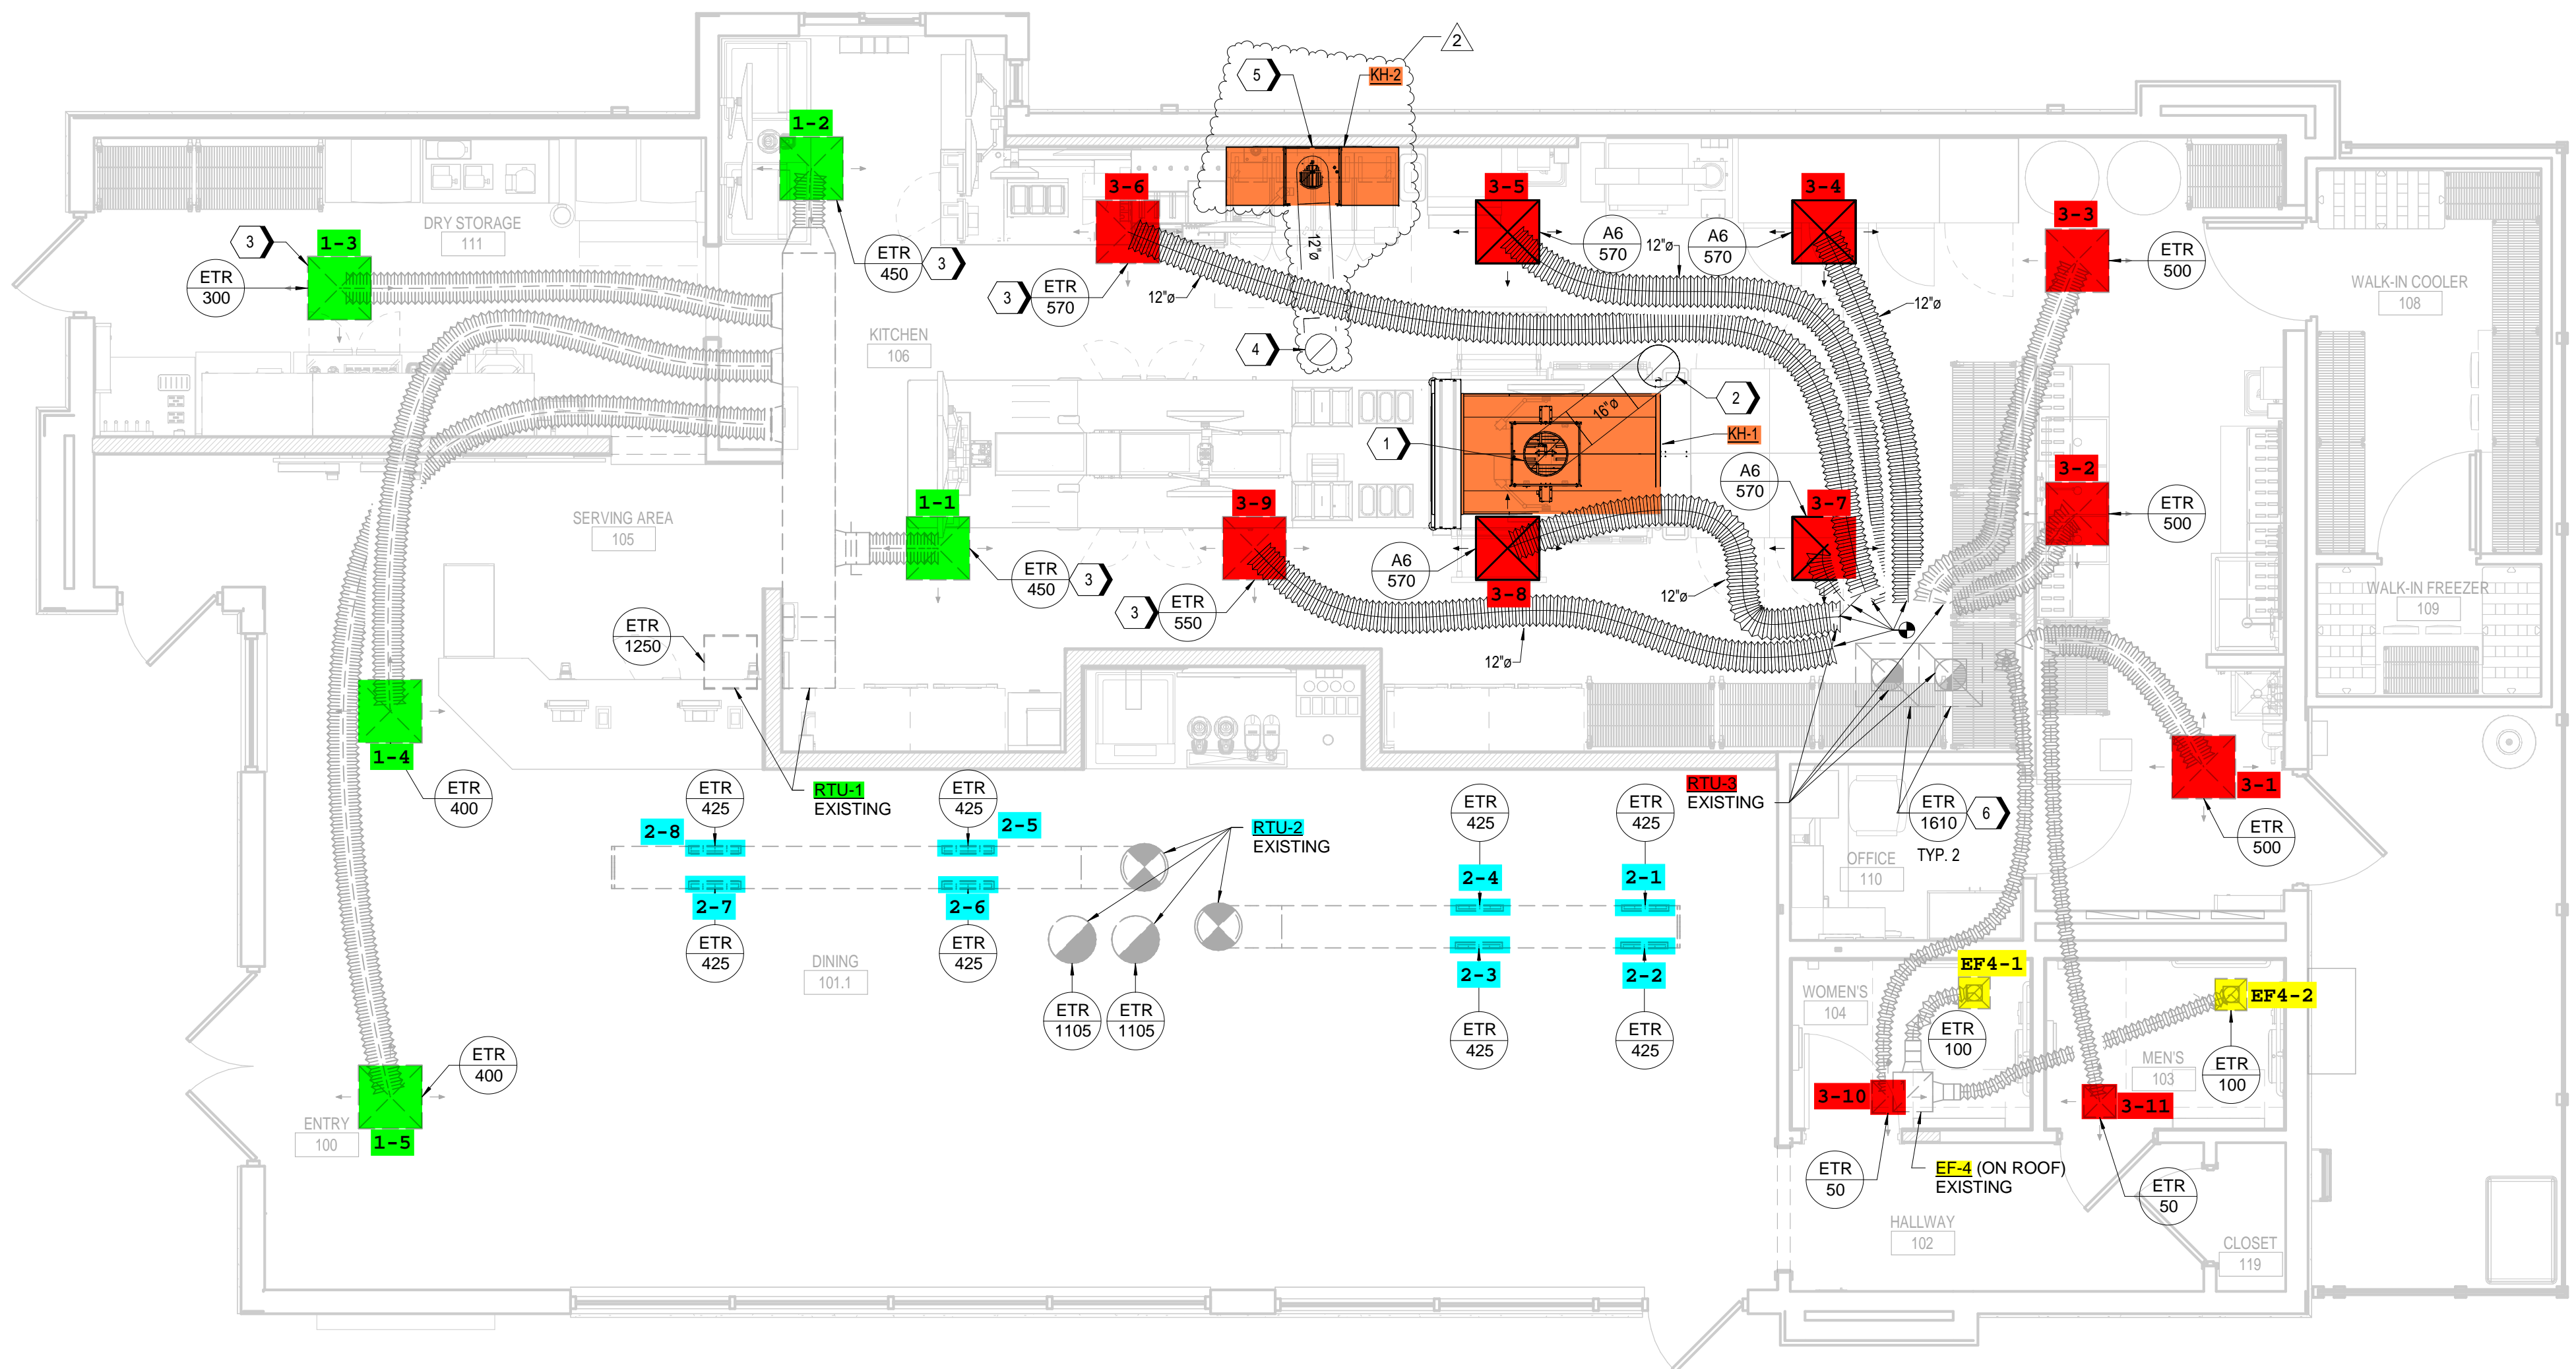 2
5
KH-2
1-2
3-6
3-5
3-4
3-3
DRY STORAGE
111
3
1-3
ETR
300
ETR
450
3
12"ø
A6
570
12"ø
A6
570
ETR
500
WALK-IN COOLER
108
3
ETR
570
12"ø
12"ø
KITCHEN
106
4
2
16"ø
1
KH-1
A6
570
3-2
ETR
500
1-1
3-9
3-7
SERVING AREA
105
ETR
450
3
A6
570
3-8
12"ø
3
ETR
550
12"ø
WALK-IN FREEZER
109
ETR
1250
1-4
ETR
400
RTU-1
EXISTING
RTU-3
EXISTING
3-1
ETR
500
ETR
425
ETR
425
ETR
425
ETR
425
ETR
1610
6
TYP. 2
2-8
2-5
RTU-2
EXISTING
OFFICE
110
2-4
2-1
2-7
2-6
ETR
425
ETR
425
DINING
101.1
2-3
2-2
ETR
1105
ETR
1105
ETR
425
ETR
425
WOMEN'S
104
EF4-1
ETR
100
EF4-2
MEN'S
103
ETR
100
ETR
400
1-5
ENTRY
100
3-10
3-11
ETR
50
EF-4 (ON ROOF)
EXISTING
ETR
50
HALLWAY
102
CLOSET
119